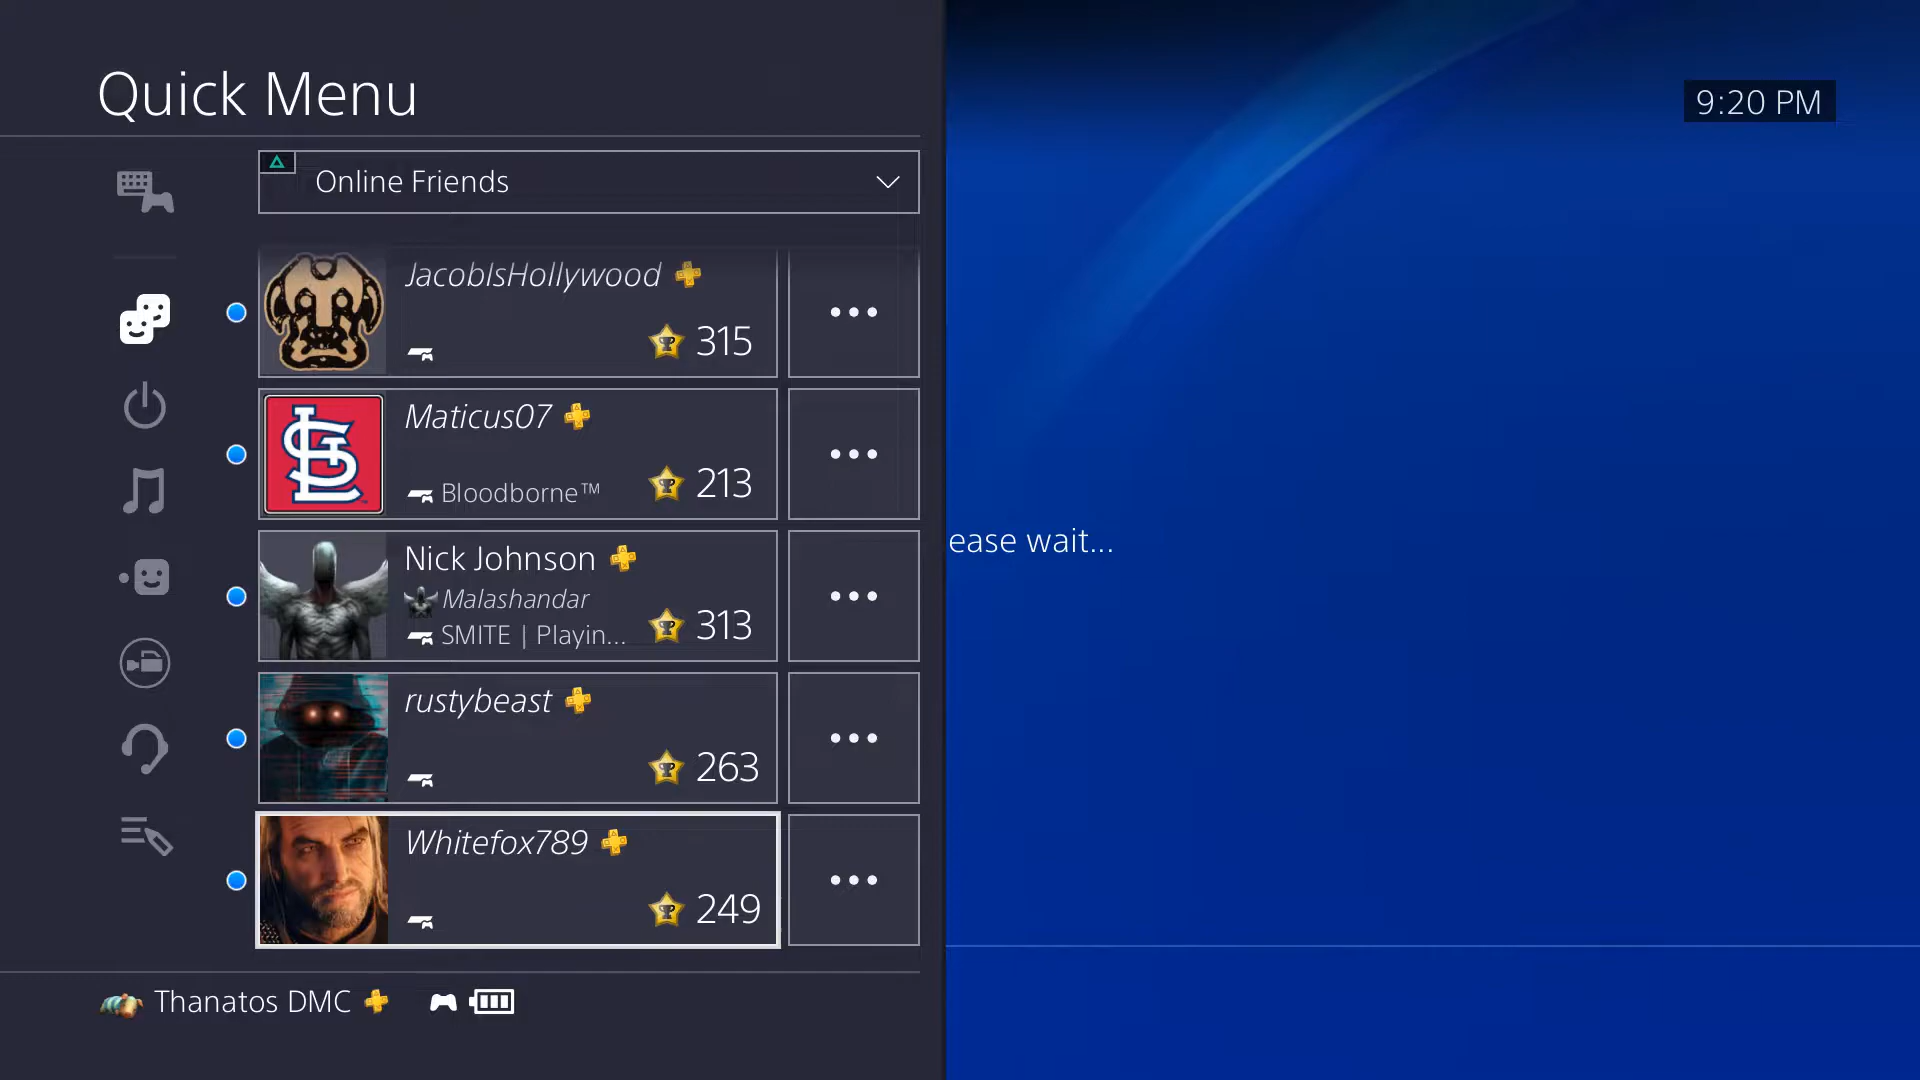 Quick Menu
9:20 PM
Online Friends
JacobIsHollywood
315
Maticus07
Bloodborne™
213
ease wait...
Nick Johnson
Malashandar
SMITE | Playin...
313
rustybeast
263
Whitefox789
249
Thanatos DMC